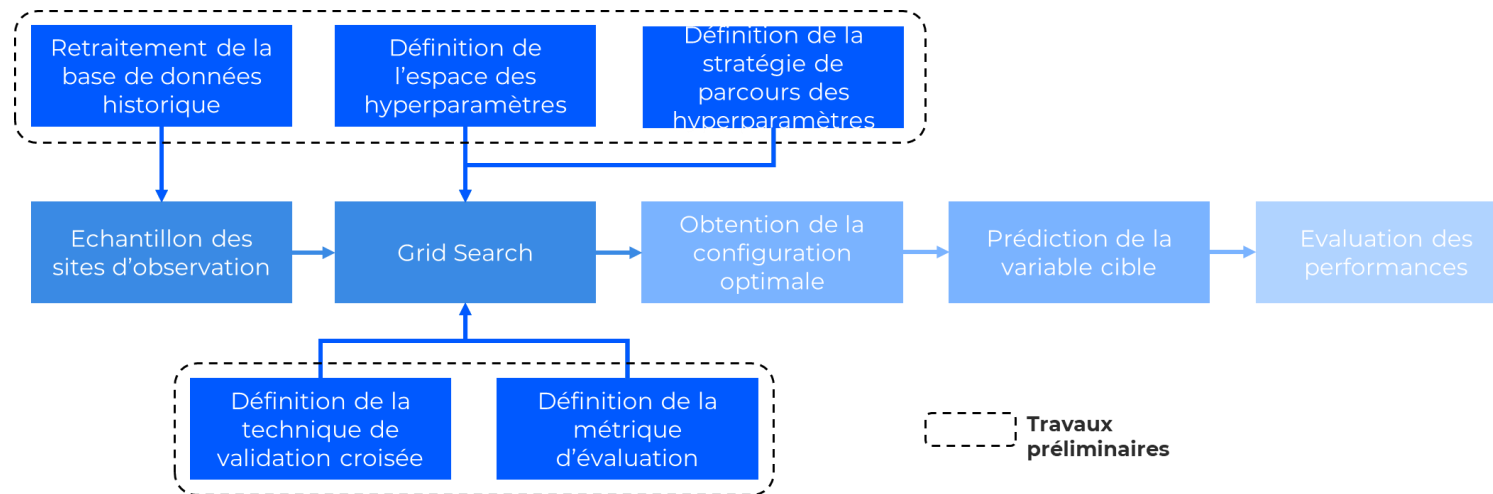 Retraitement de la
base de données
historique
Définition de
l’espace des
hyperparamètres
Définition de la
stratégie de
parcours des
hyperparamètres
Echantillon des
sites d’observation
Grid Search
Obtention de la
configuration
optimale
Prédiction de la
variable cible
Evaluation des
performances
Définition de la
technique de
validation croisée
Définition de la
métrique
d’évaluation
Travaux
préliminaires